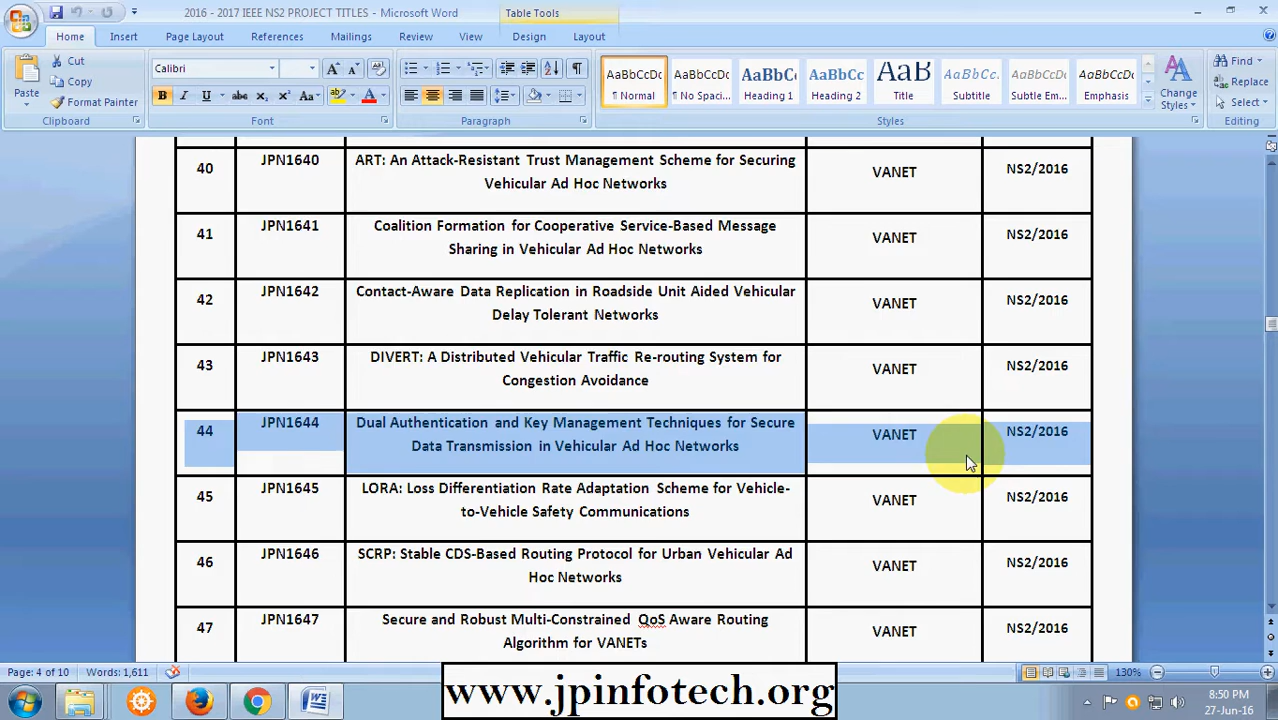 2016 - 2017 IEEE NS2 PROJECT TITLES - Microsoft Word
Table Tools
Home Insert Page Layout References Mailings Review View Design Layout
Paste
Cut
Copy
Format Painter
Clipboard
Calibri
Font
Paragraph
AaBbCcDc
¶ Normal
AaBbCcDc
¶ No Spaci...
AaBbCc
Heading 1
AaBbCc
Heading 2
AaB
Title
AaBbCc.
Subtitle
AaBbCcDc
Subtle Em...
AaBbCcDc
Emphasis
Change
Styles
Styles
Find
Replace
Select
Editing
40 JPN1640 ART: An Attack-Resistant Trust Management Scheme for Securing VANET NS2/2016
Vehicular Ad Hoc Networks
41 JPN1641 Coalition Formation for Cooperative Service-Based Message VANET NS2/2016
Sharing in Vehicular Ad Hoc Networks
42 JPN1642 Contact-Aware Data Replication in Roadside Unit Aided Vehicular VANET NS2/2016
Delay Tolerant Networks
43 JPN1643 DIVERT: A Distributed Vehicular Traffic Re-routing System for VANET NS2/2016
Congestion Avoidance
44 JPN1644 Dual Authentication and Key Management Techniques for Secure VANET NS2/2016
Data Transmission in Vehicular Ad Hoc Networks
45 JPN1645 LORA: Loss Differentiation Rate Adaptation Scheme for Vehicle- VANET NS2/2016
to-Vehicle Safety Communications
46 JPN1646 SCRP: Stable CDS-Based Routing Protocol for Urban Vehicular Ad VANET NS2/2016
Hoc Networks
47 JPN1647 Secure and Robust Multi-Constrained QoS Aware Routing VANET NS2/2016
Algorithm for VANETs
Page: 4 of 10 Words: 1,611 130%
www.jpinfotech.org
8:50 PM
27-Jun-16